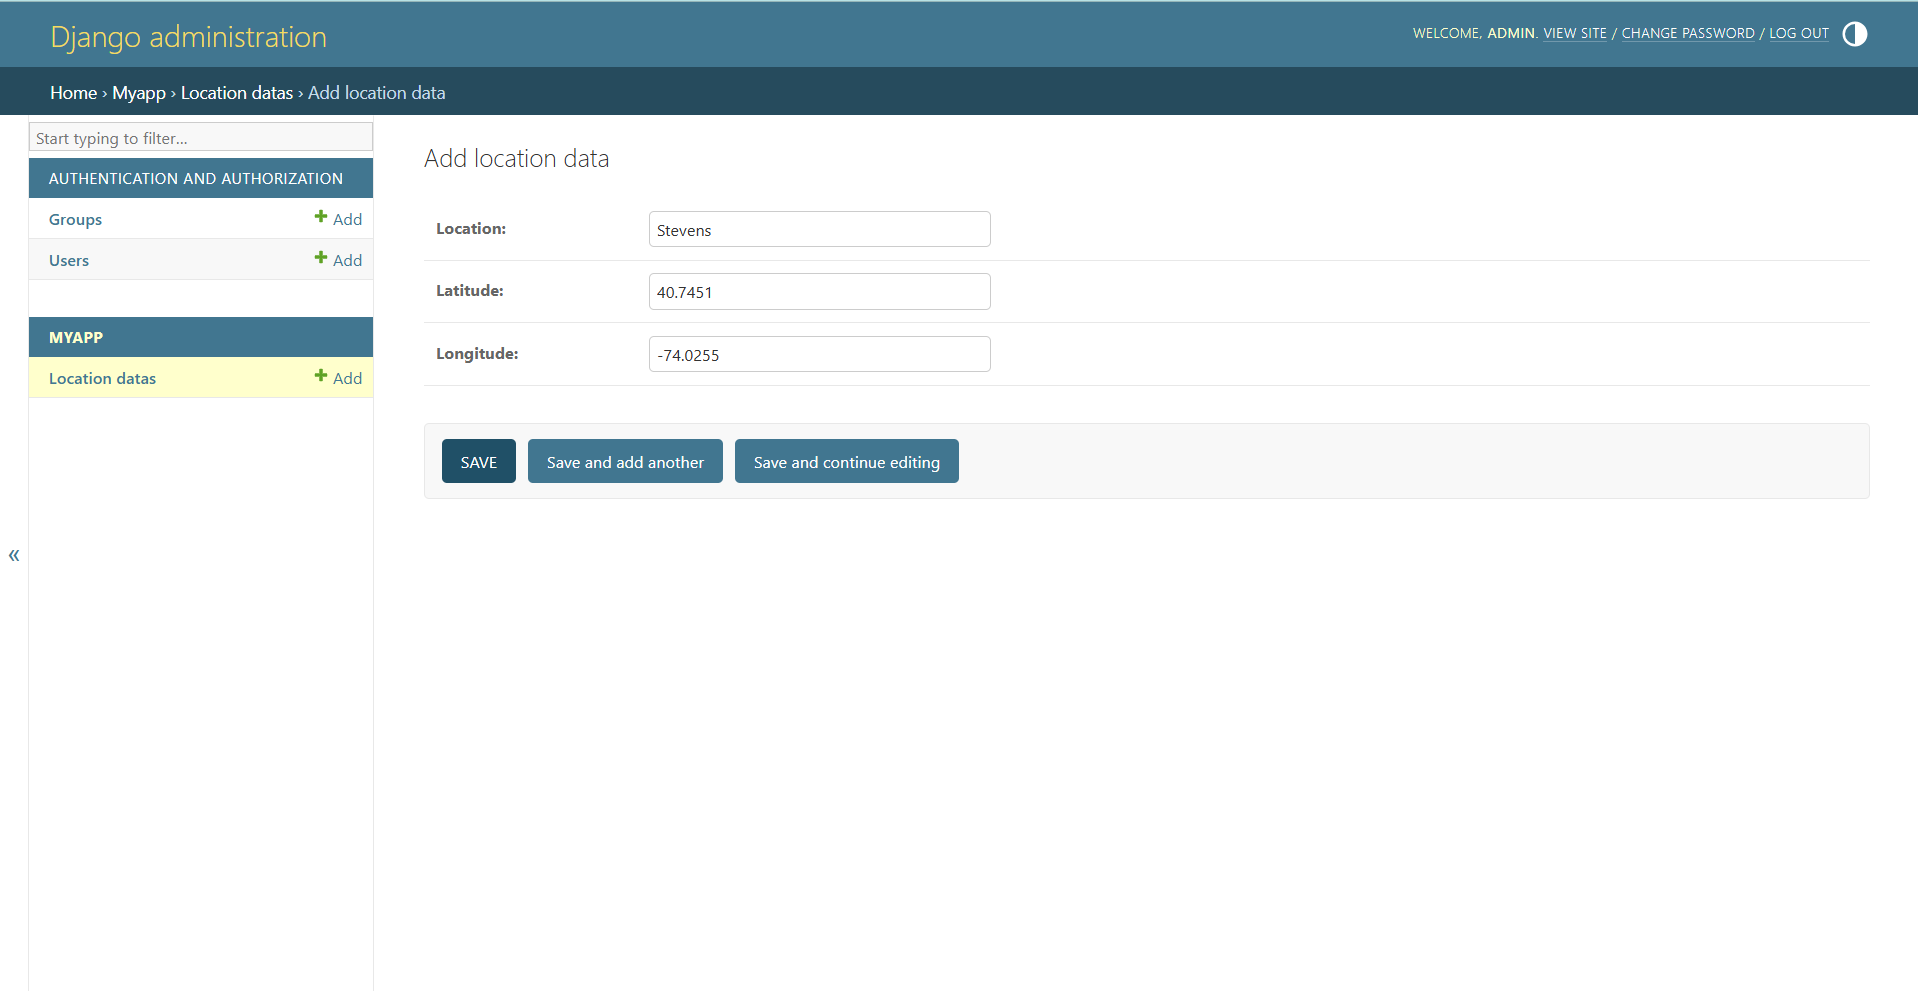 Django administration
WELCOME, ADMIN. VIEW SITE / CHANGE PASSWORD / LOG OUT
Home › Myapp › Location datas › Add location data
Start typing to filter...
AUTHENTICATION AND AUTHORIZATION
Groups Add
Users Add
MYAPP
Location datas Add
«
Add location data
Location: Stevens
Latitude: 40.7451
Longitude: -74.0255
SAVE Save and add another Save and continue editing